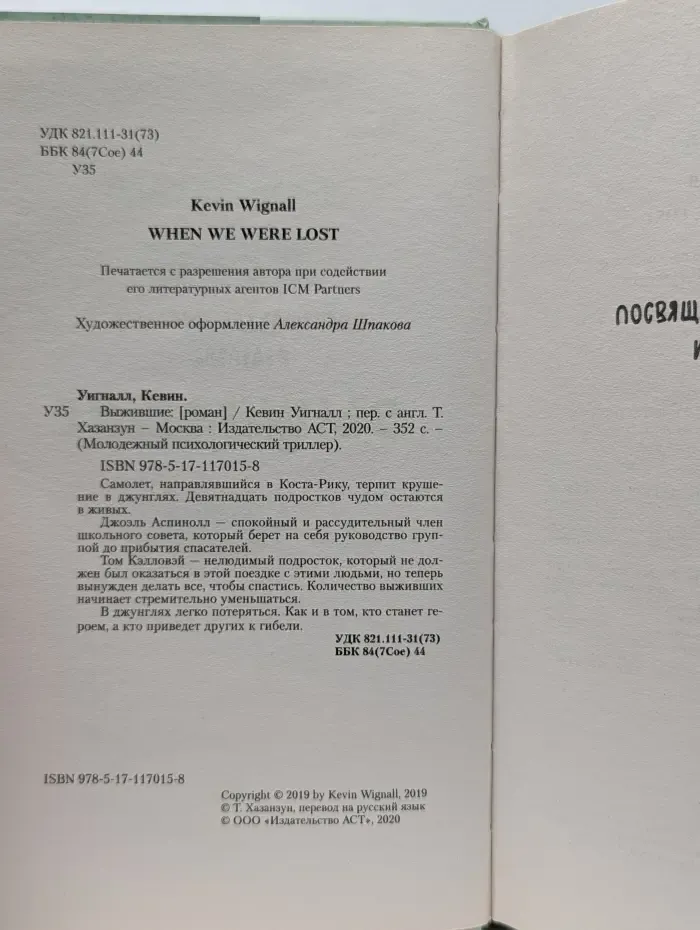 УДК 821.111-31(73)
ББК 84(7Сое) 44
У35
Kevin Wignall
WHEN WE WERE LOST
Печатается с разрешения автора при содействии
его литературных агентов ICM Partners
Художественное оформление Александра Шпакова
Уигналл, Кевин.
У35 Выжившие: [роман] / Кевин Уигналл ; пер. с англ. Т.
Хазанзун – Москва : Издательство АСТ, 2020. – 352 с. –
(Молодежный психологический триллер).
ISBN 978-5-17-117015-8
Самолет, направлявшийся в Коста-Рику, терпит круше-
ние в джунглях. Девятнадцать подростков чудом остаются
в живых.
Джоэль Аспинолл — спокойный и рассудительный член
школьного совета, который берет на себя руководство груп-
пой до прибытия спасателей.
Том Кэлловэй — нелюдимый подросток, который не дол-
жен был оказаться в этой поездке с этими людьми, но теперь
вынужден делать все, чтобы спастись. Количество выживших
начинает стремительно уменьшаться.
В джунглях легко потеряться. Как и в том, кто станет ге-
роем, а кто приведет других к гибели.
УДК 821.111-31(73)
ББК 84(7Сое) 44
ISBN 978-5-17-117015-8
Copyright © 2019 by Kevin Wignall, 2019
© Т. Хазанзун, перевод на русский язык
© ООО «Издательство АСТ», 2020
ПОСВЯЩ